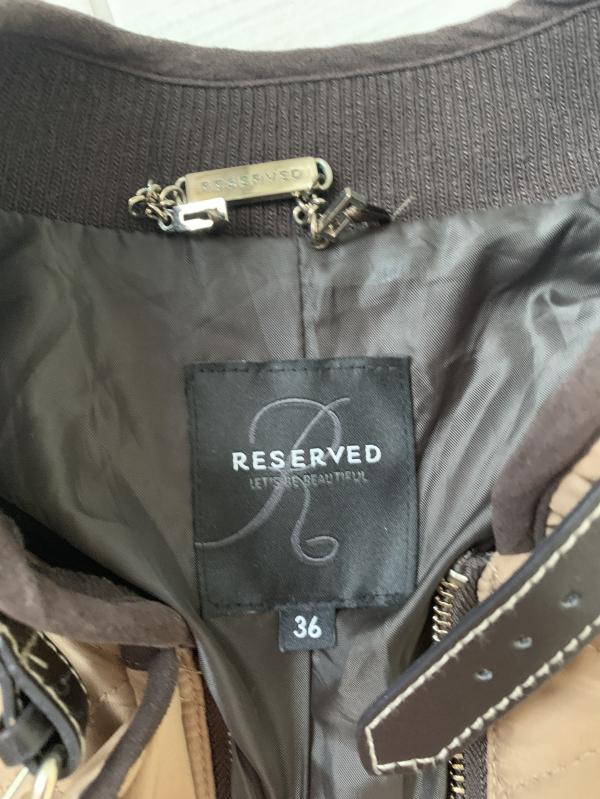 RESERVED
R
RESERVED
LET'S BE BEAUTIFUL
36